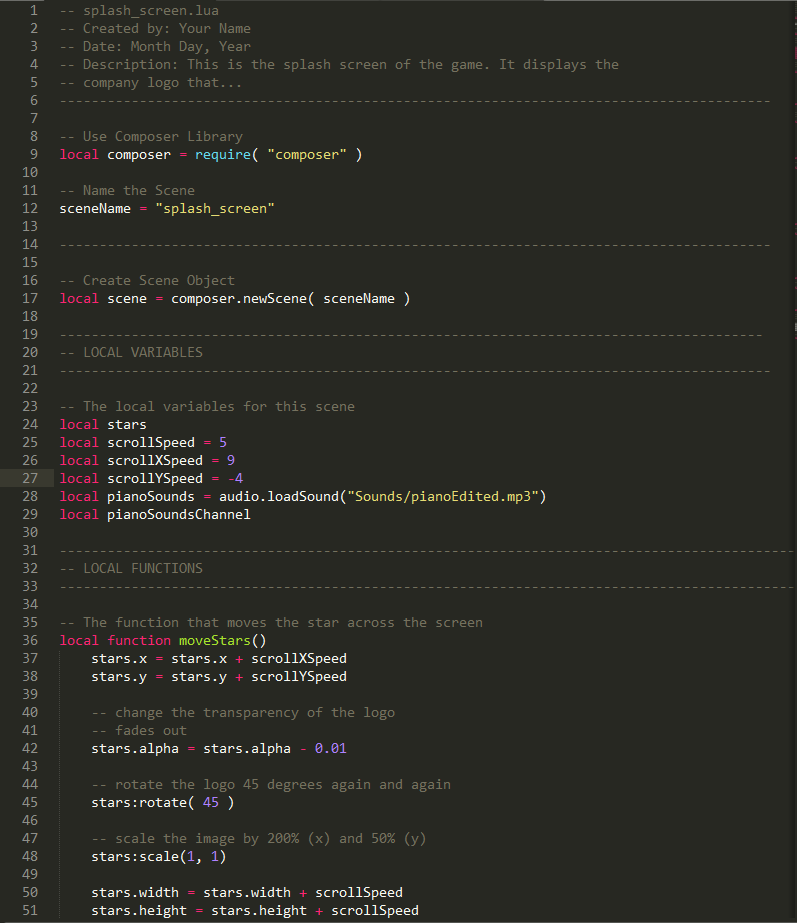 1 -- splash_screen.lua
2 -- Created by: Your Name
3 -- Date: Month Day, Year
4 -- Description: This is the splash screen of the game. It displays the
5 -- company logo that...
6 -----------------------------------------------------------------------------------------
7
8 -- Use Composer Library
9 local composer = require( "composer" )
10
11 -- Name the Scene
12 sceneName = "splash_screen"
13
14 -----------------------------------------------------------------------------------------
15
16 -- Create Scene Object
17 local scene = composer.newScene( sceneName )
18
19 ----------------------------------------------------------------------------------------
20 -- LOCAL VARIABLES
21 -----------------------------------------------------------------------------------------
22
23 -- The local variables for this scene
24 local stars
25 local scrollSpeed = 5
26 local scrollXSpeed = 9
27 local scrollYSpeed = -4
28 local pianoSounds = audio.loadSound("Sounds/pianoEdited.mp3")
29 local pianoSoundsChannel
30
31 --------------------------------------------------------------------------------------------
32 -- LOCAL FUNCTIONS
33 --------------------------------------------------------------------------------------------
34
35 -- The function that moves the star across the screen
36 local function moveStars()
37     stars.x = stars.x + scrollXSpeed
38     stars.y = stars.y + scrollYSpeed
39
40     -- change the transparency of the logo
41     -- fades out
42     stars.alpha = stars.alpha - 0.01
43
44     -- rotate the logo 45 degrees again and again
45     stars:rotate( 45 )
46
47     -- scale the image by 200% (x) and 50% (y)
48     stars:scale(1, 1)
49
50     stars.width = stars.width + scrollSpeed
51     stars.height = stars.height + scrollSpeed